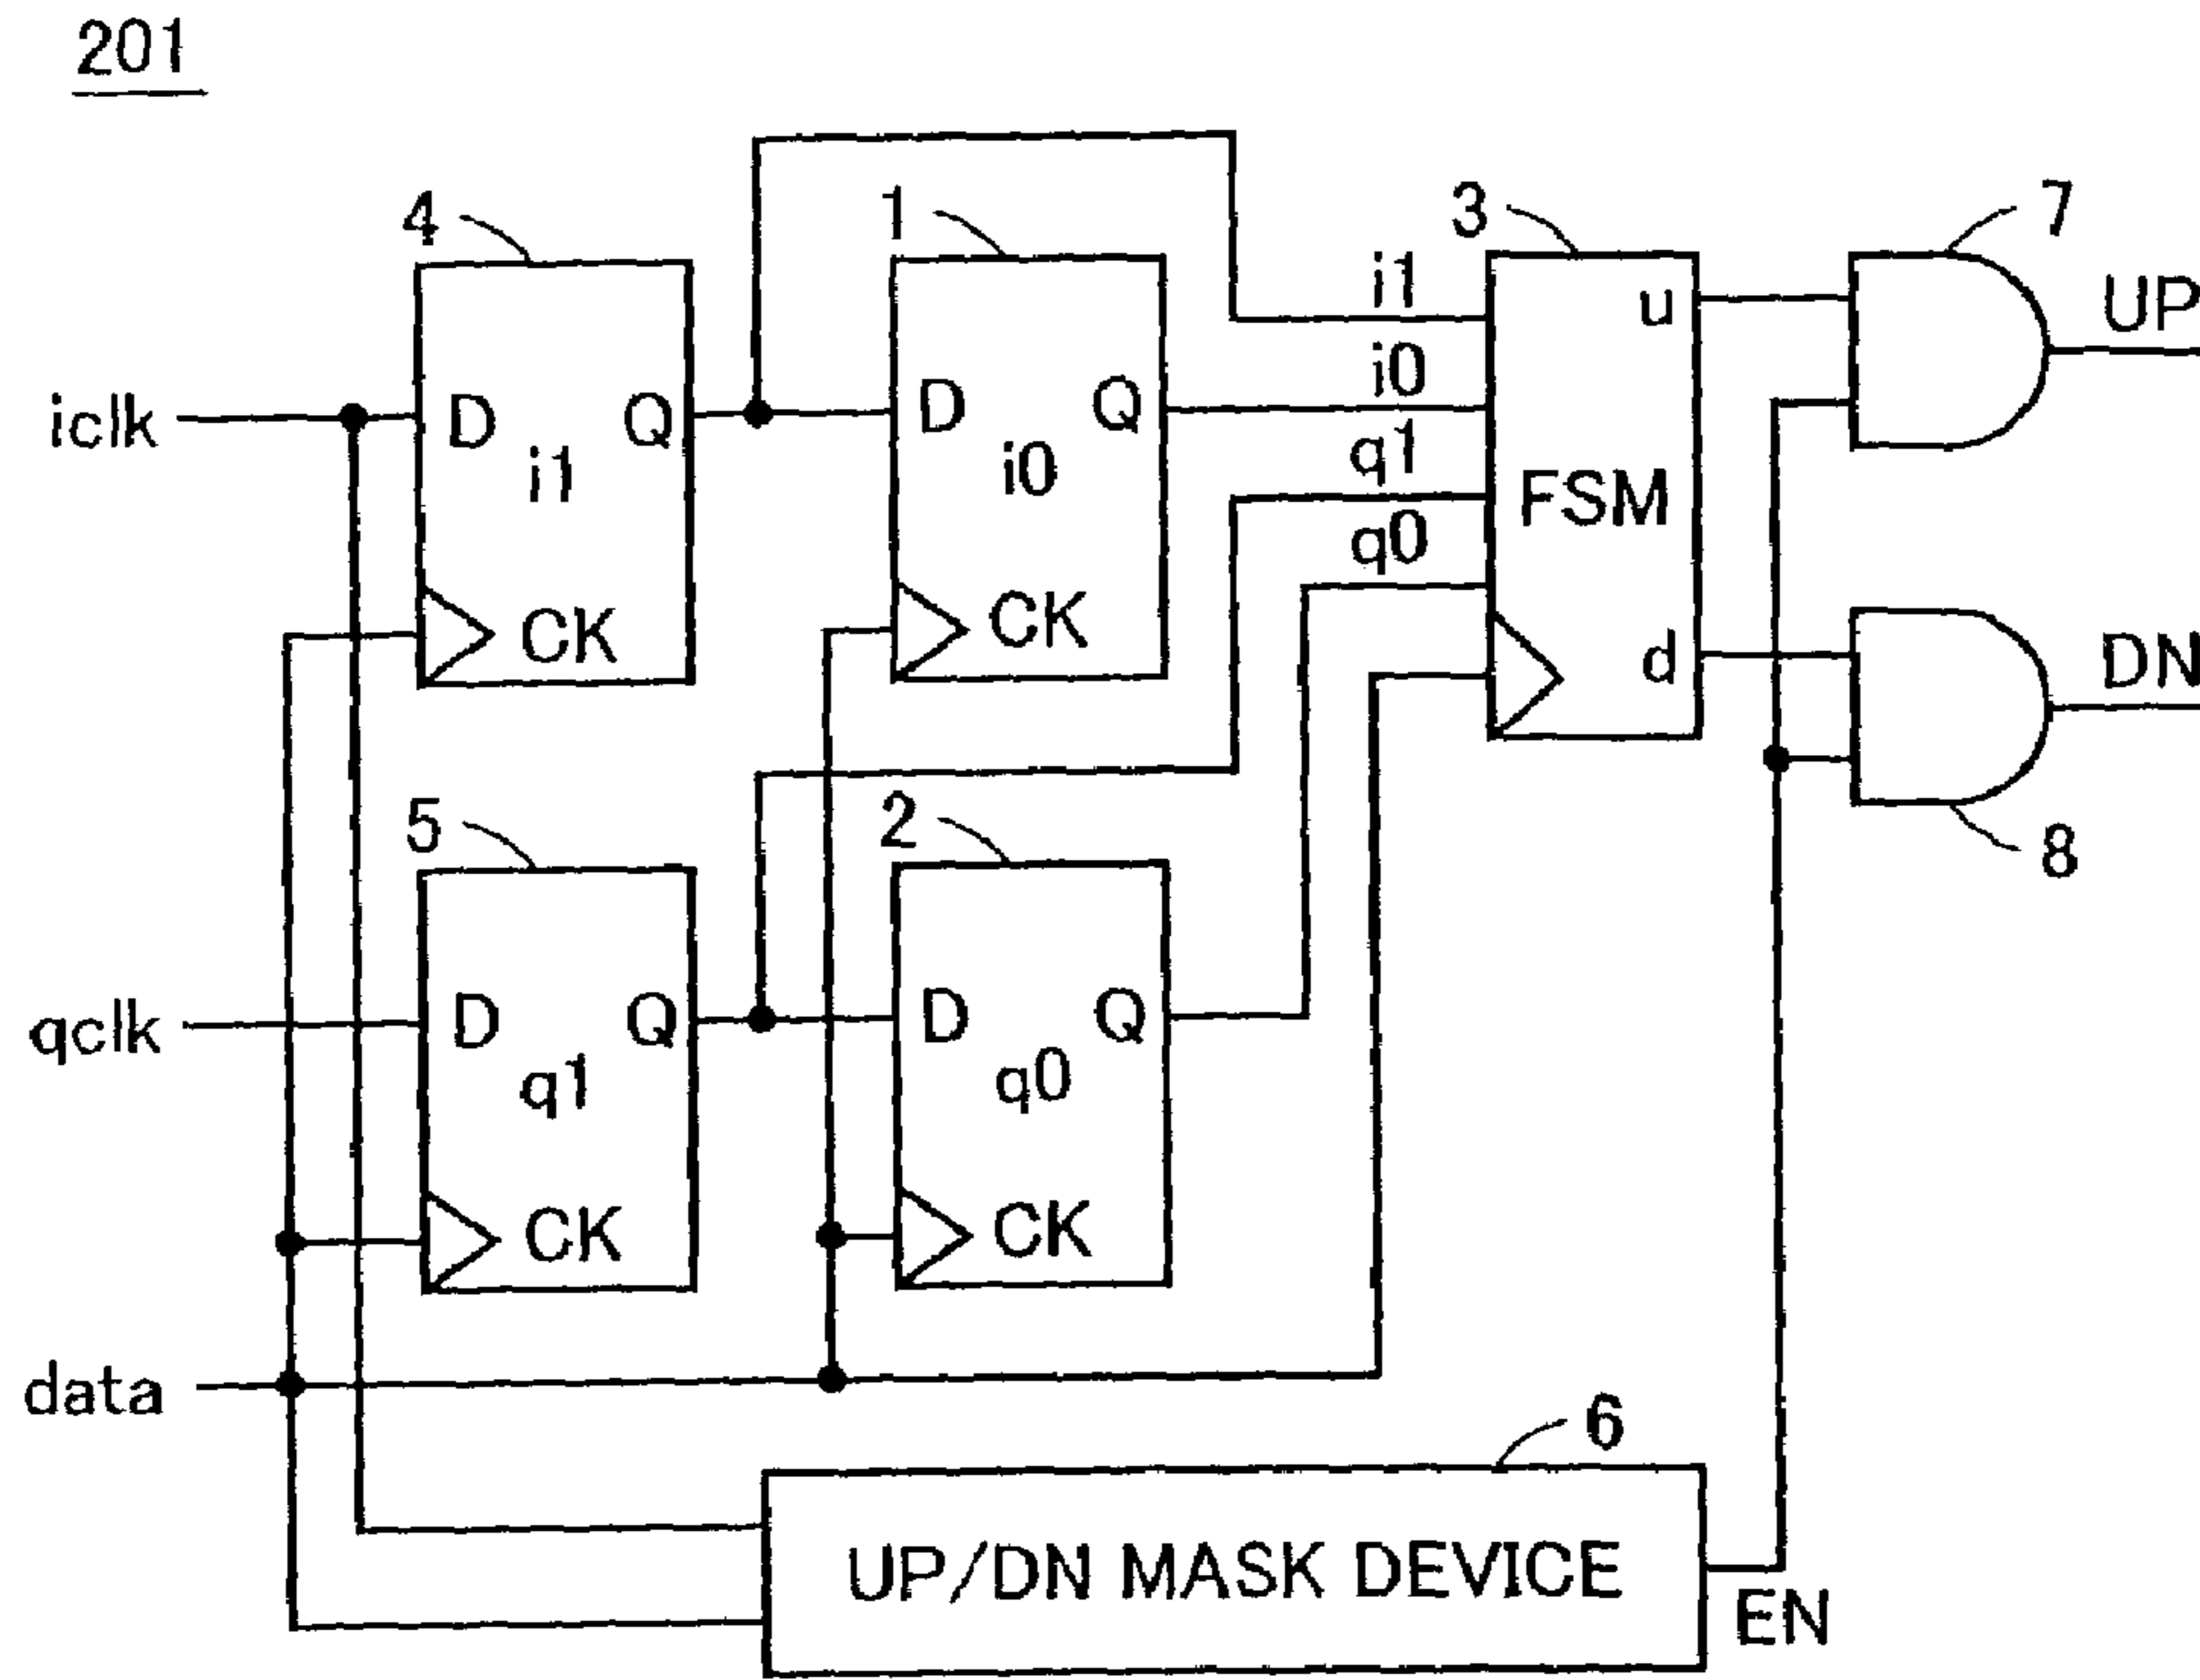 201
4
1
3
7
i1
u
UP
i0
iclk
D
Q
i1
D
Q
i0
q1
FSM
q0
CK
CK
d
DN
5
2
8
qclk
D
Q
q1
D
Q
q0
CK
CK
data
6
UP/DN MASK DEVICE
EN